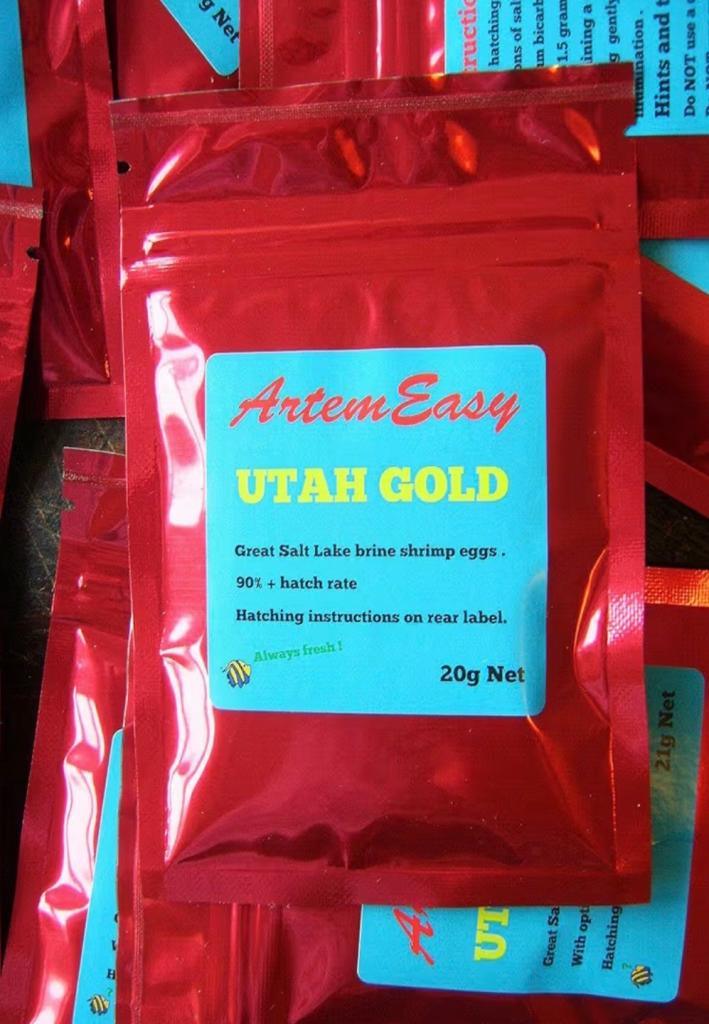 g Net
ructio
hatching
ns of sal
m bicarb
1.5 gram
ining a
g gently
mination.
Hints and t
Do NOT use a
ArtemEasy
UTAH GOLD
Great Salt Lake brine shrimp eggs .
90% + hatch rate
Hatching instructions on rear label.
Always fresh !
20g Net
21g Net
UT
Great Sa
With opt
Hatching
?
H